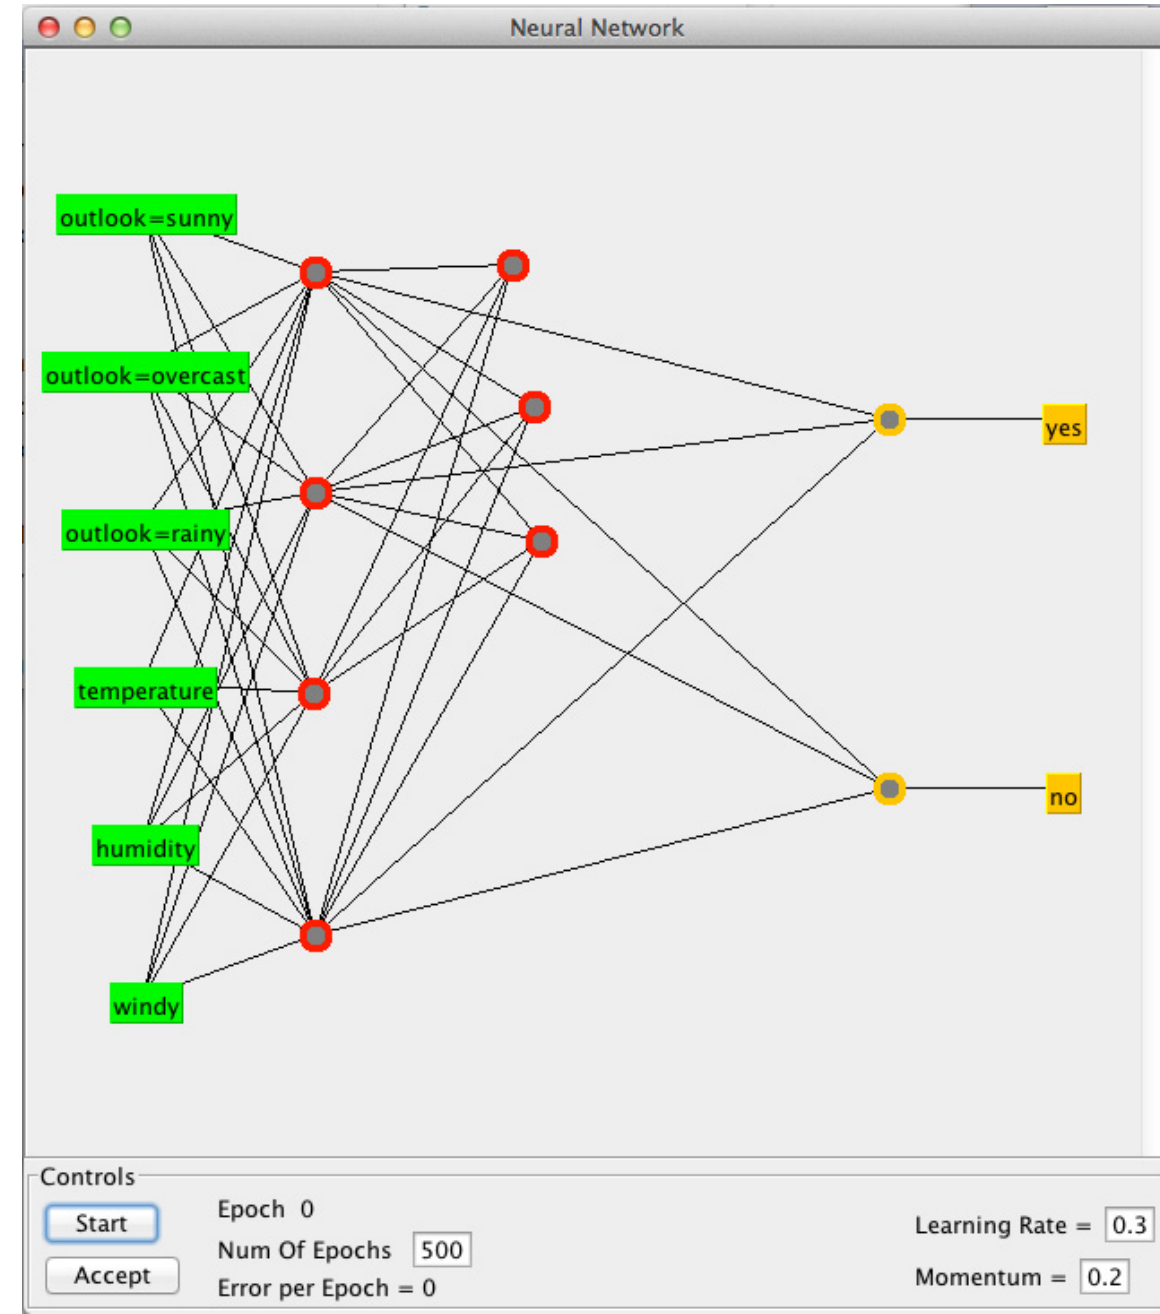 Neural Network
outlook=sunny
outlook=overcast
yes
outlook=rainy
temperature
no
humidity
windy
Controls
Start
Accept
Epoch 0
Num Of Epochs 500
Error per Epoch = 0
Learning Rate = 0.3
Momentum = 0.2